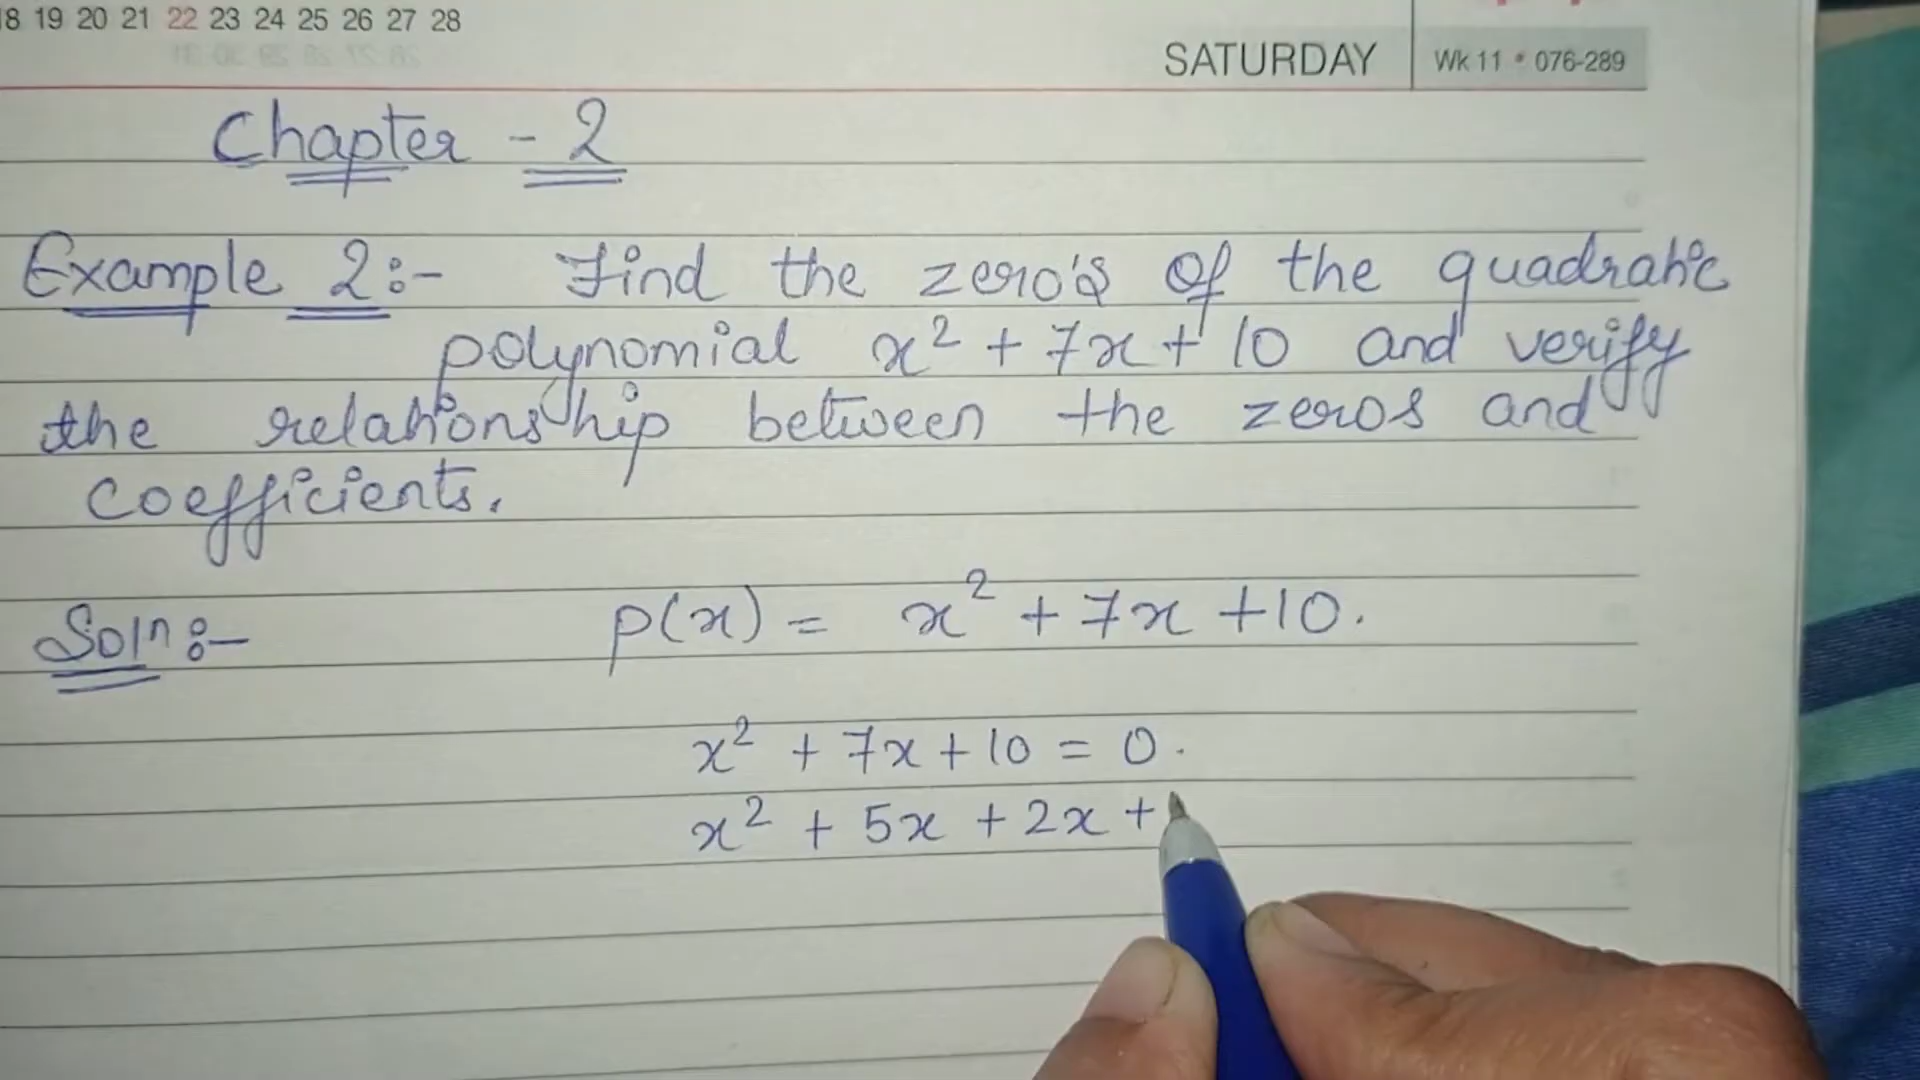 18 19 20 21 22 23 24 25 26 27 28
SATURDAY
Wk 11 • 076-289
Chapter - 2
Example 2:- Find the zero's of the quadratic
polynomial x² + 7x + 10 and verify
the relationship between the zeros and
coefficients.
Soln:- p(x) = x² + 7x + 10.
x² + 7x + 10 = 0.
x² + 5x + 2x +